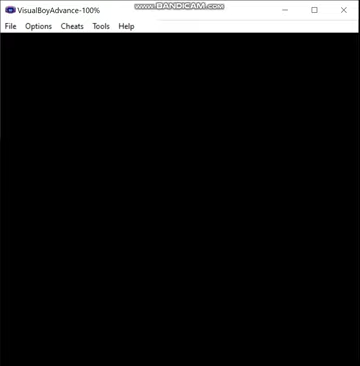 VisualBoyAdvance-100%
www.BANDICAM.com
File Options Cheats Tools Help